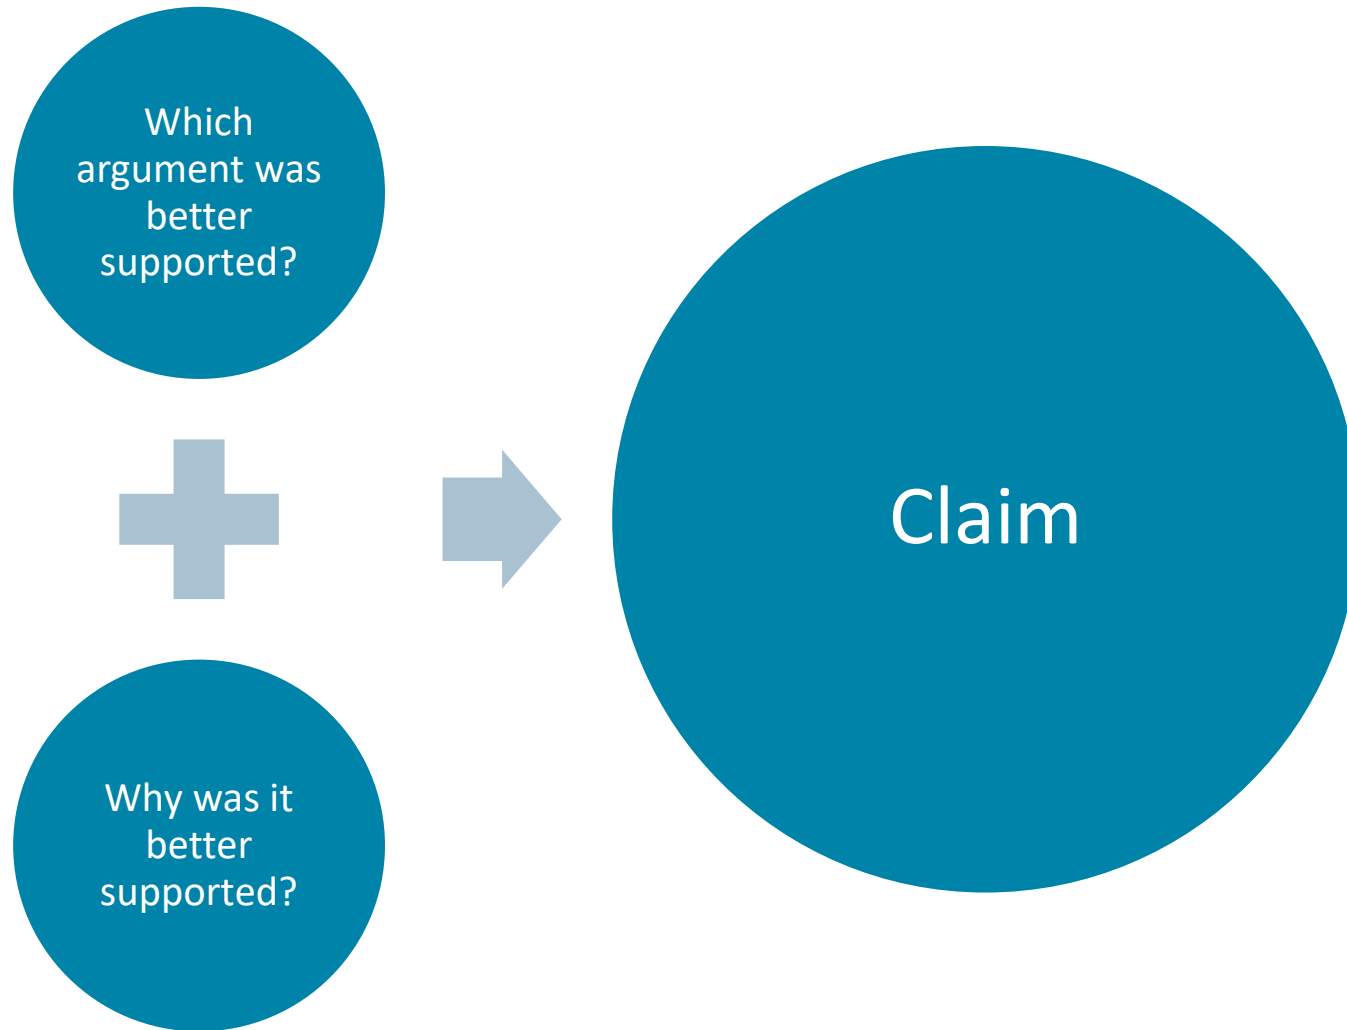 Which
argument was
better
supported?
Why was it
better
supported?
Claim